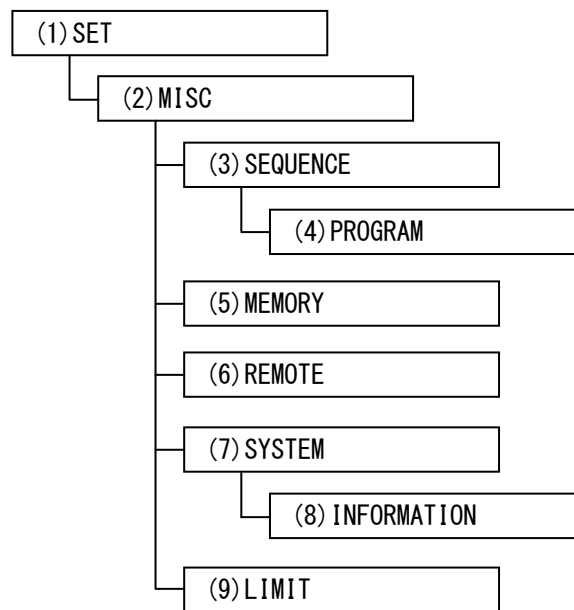 (1)SET
(2)MISC
(3)SEQUENCE
(4)PROGRAM
(5)MEMORY
(6)REMOTE
(7)SYSTEM
(8)INFORMATION
(9)LIMIT